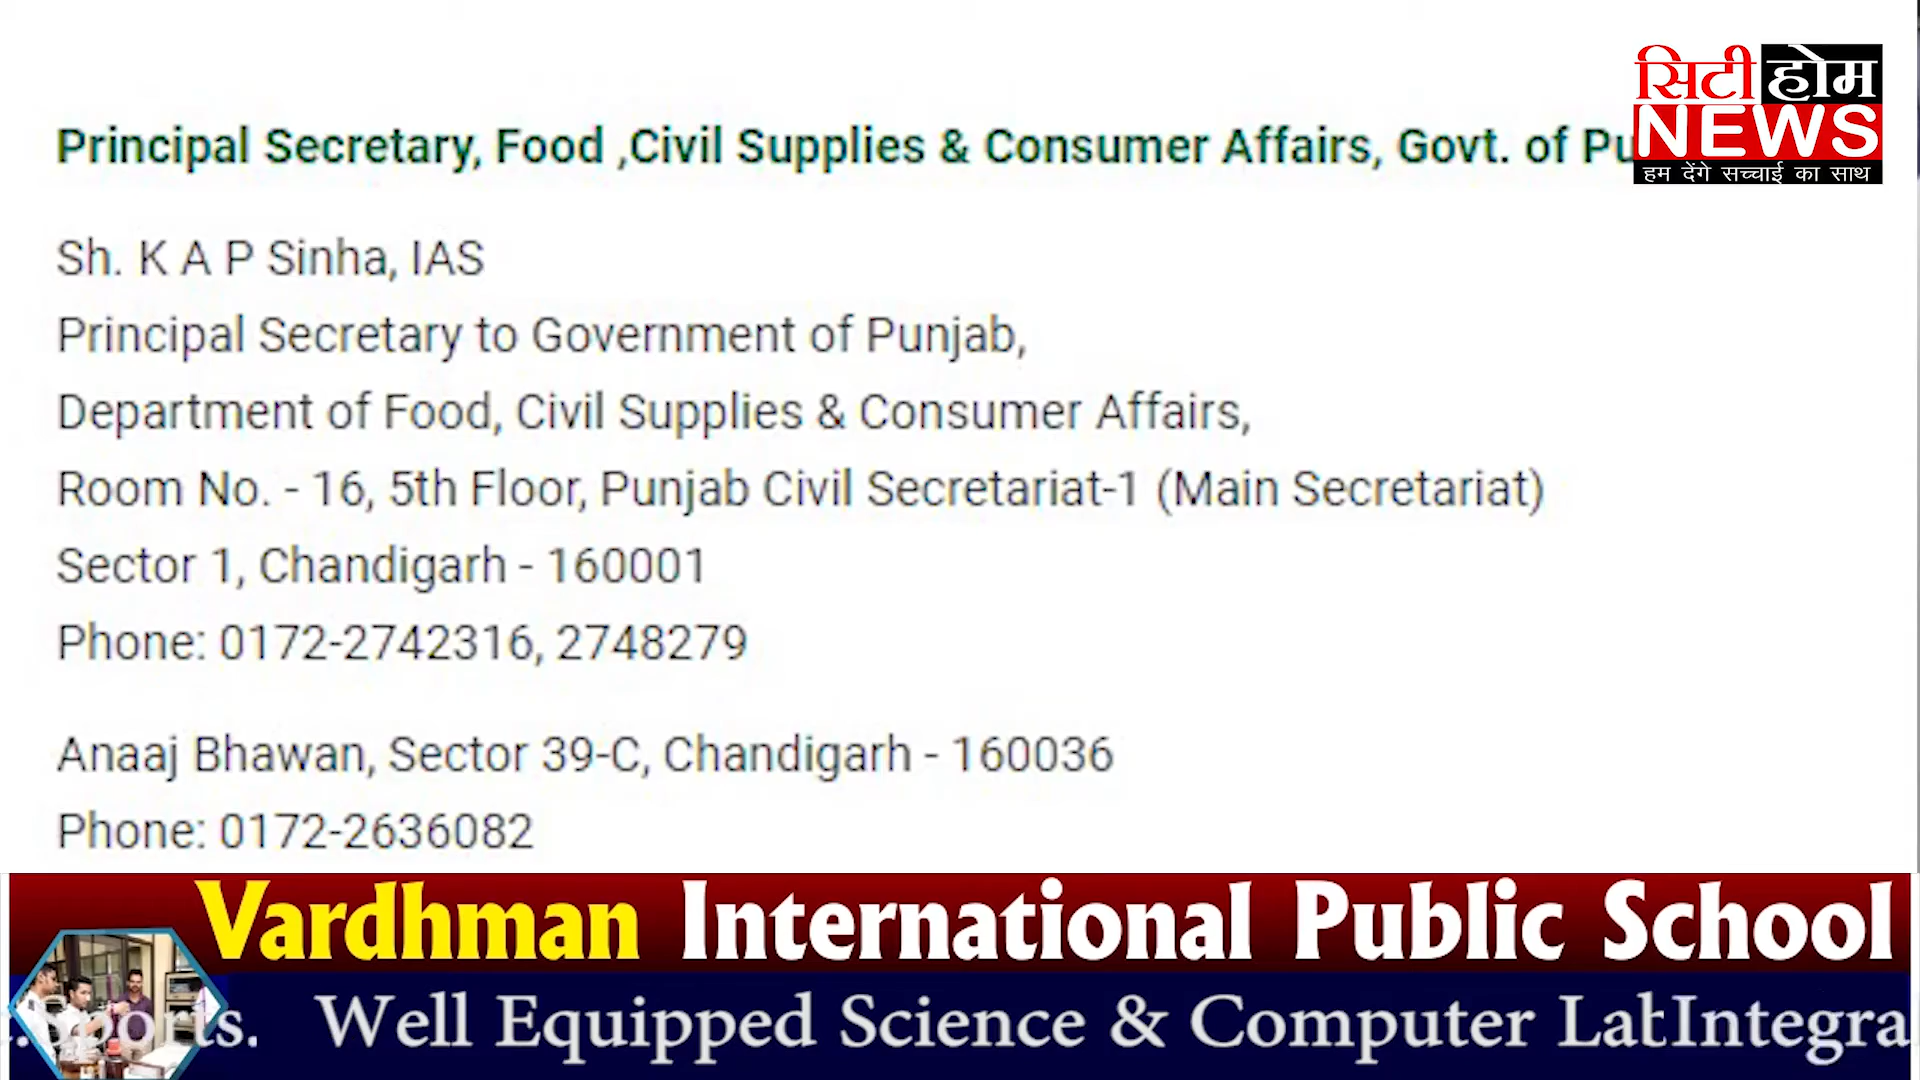 सिटी होम
NEWS
हम देंगे सच्चाई का साथ
Principal Secretary, Food ,Civil Supplies & Consumer Affairs, Govt. of Pu
Sh. K A P Sinha, IAS
Principal Secretary to Government of Punjab,
Department of Food, Civil Supplies & Consumer Affairs,
Room No. - 16, 5th Floor, Punjab Civil Secretariat-1 (Main Secretariat)
Sector 1, Chandigarh - 160001
Phone: 0172-2742316, 2748279
Anaaj Bhawan, Sector 39-C, Chandigarh - 160036
Phone: 0172-2636082
Vardhman International Public School
Sports. Well Equipped Science & Computer Lab Integra